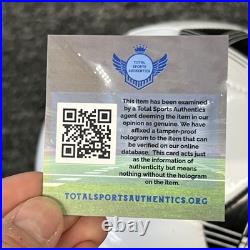 TOTAL
SPORTS
AUTHENTICS
This item has been examined
by a Total Sports Authentics
agent deeming the item in our
opinion as genuine. We have
affixed a tamper-proof
hologram to the item that can
be verified on our online
database. This card acts just
as the information of
authenticity but means
nothing without the hologram
on the item.
TOTALSPORTSAUTHENTICS.ORG